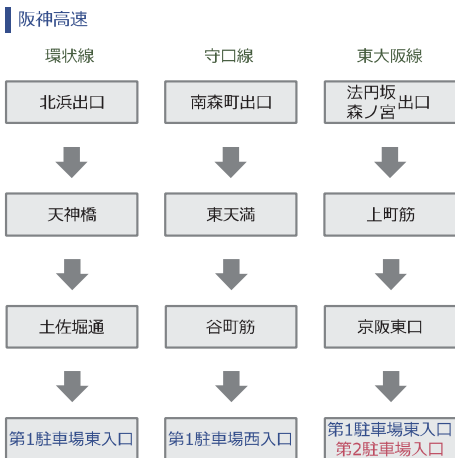 阪神高速
環状線
守口線
東大阪線
北浜出口
南森町出口
法円坂
森ノ宮
出口
天神橋
東天満
上町筋
土佐堀通
谷町筋
京阪東口
第1駐車場東入口
第1駐車場西入口
第1駐車場東入口
第2駐車場入口